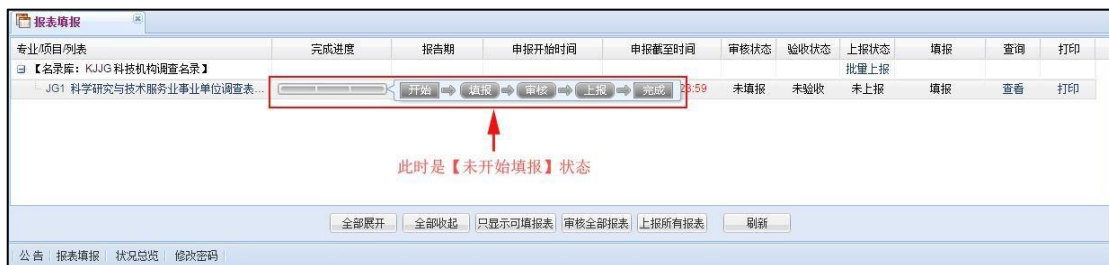 报表填报
专业/项目/列表 完成进度 报告期 申报开始时间 申报截至时间 审核状态 验收状态 上报状态 填报 查询 打印
【名录库：KJJG科技机构调查名录】 批量上报
JG1 科学研究与技术服务业事业单位调查表... 开始 填报 审核 上报 完成 23:59 未填报 未验收 未上报 填报 查看 打印
此时是【未开始填报】状态
全部展开 全部收起 只显示可填报表 审核全部报表 上报所有报表 刷新
公告 报表填报 状况总览 修改密码